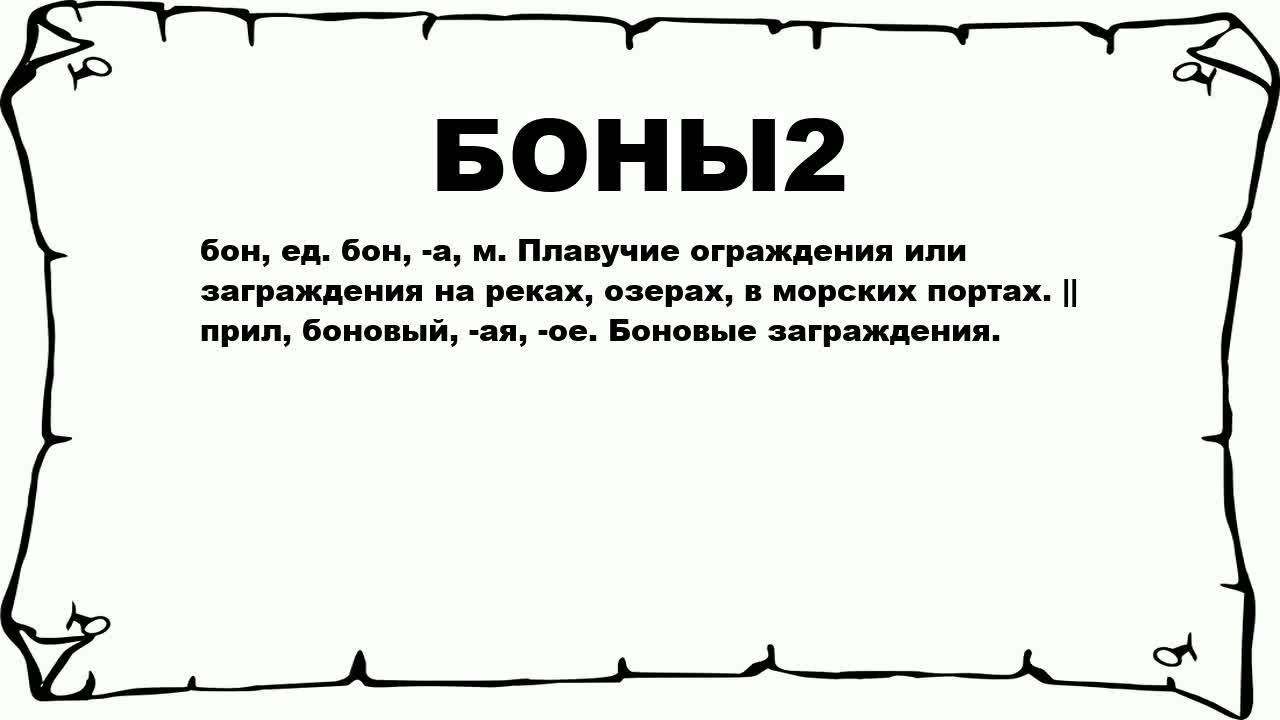 БОНЫ2
бон, ед. бон, -а, м. Плавучие ограждения или
заграждения на реках, озерах, в морских портах. ||
прил, боновый, -ая, -ое. Боновые заграждения.